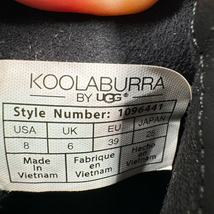 KOOLABURRA
BY UGG®
Style Number: 1096441
USA UK EU JAPAN
8 6 39 25
Made in Vietnam
Fabriqué en Vietnam
Hecho en Vietnam